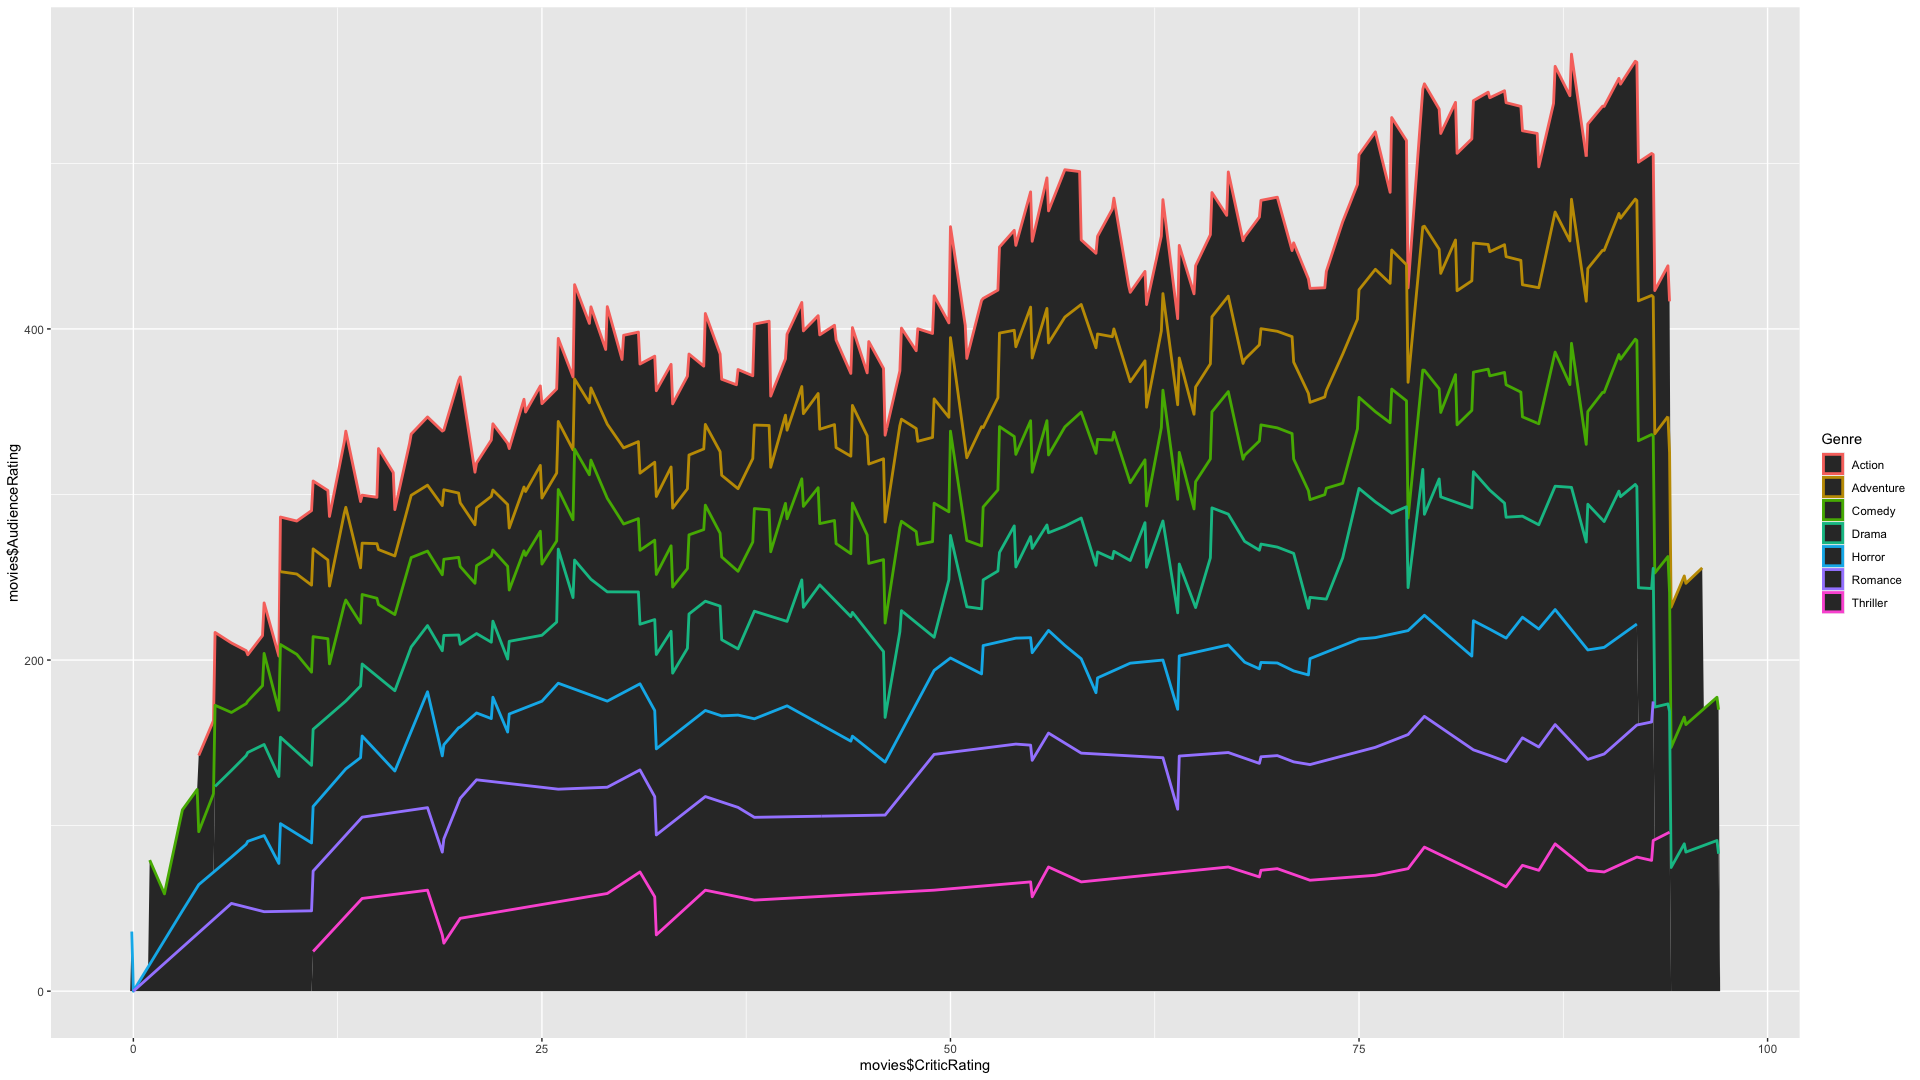 movies$AudienceRating
400
200
0
0
25
50
75
100
movies$CriticRating
Genre
Action
Adventure
Comedy
Drama
Horror
Romance
Thriller